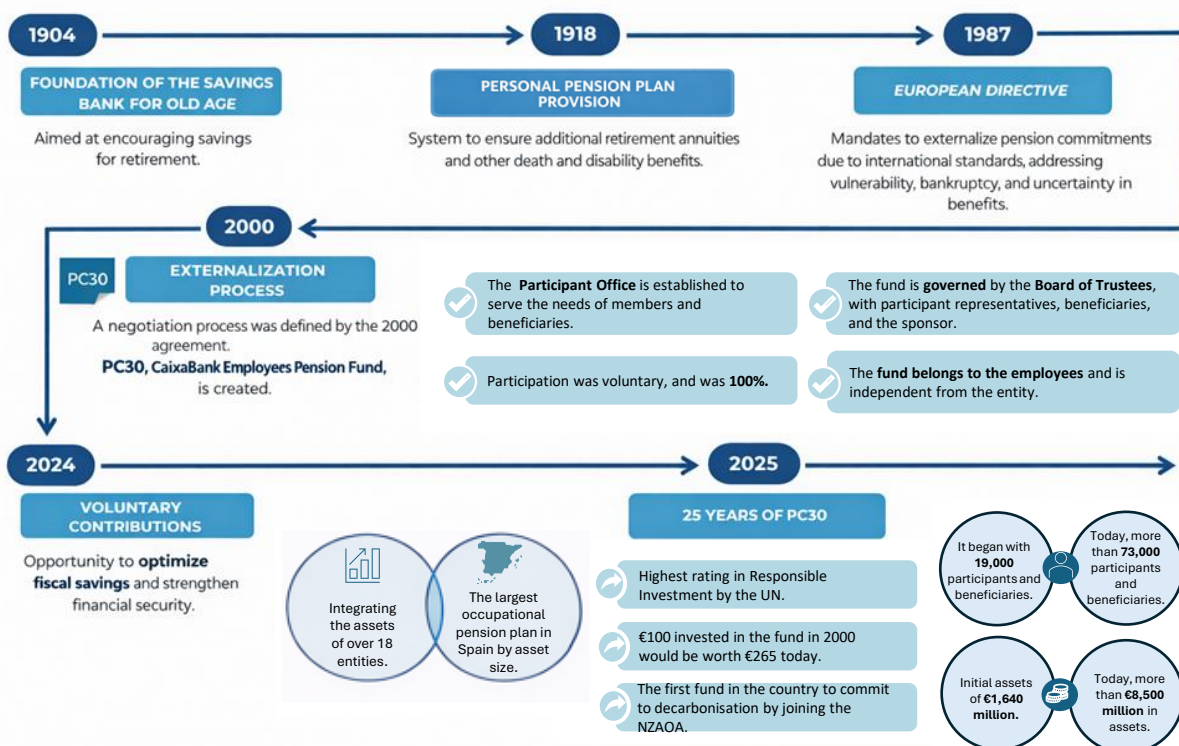 1904
1918
1987
FOUNDATION OF THE SAVINGS
BANK FOR OLD AGE
Aimed at encouraging savings
for retirement.
PERSONAL PENSION PLAN
PROVISION
System to ensure additional retirement annuities
and other death and disability benefits.
EUROPEAN DIRECTIVE
Mandates to externalize pension commitments
due to international standards, addressing
vulnerability, bankruptcy, and uncertainty in
benefits.
2000
PC30
EXTERNALIZATION
PROCESS
A negotiation process was defined by the 2000
agreement.
PC30, CaixaBank Employees Pension Fund,
is created.
The Participant Office is established to
serve the needs of members and
beneficiaries.
The fund is governed by the Board of Trustees,
with participant representatives, beneficiaries,
and the sponsor.
Participation was voluntary, and was 100%.
The fund belongs to the employees and is
independent from the entity.
2024
VOLUNTARY
CONTRIBUTIONS
Opportunity to optimize
fiscal savings and strengthen
financial security.
Integrating
the assets
of over 18
entities.
The largest
occupational
pension plan in
Spain by asset
size.
2025
25 YEARS OF PC30
Highest rating in Responsible
Investment by the UN.
€100 invested in the fund in 2000
would be worth €265 today.
The first fund in the country to commit
to decarbonisation by joining the
NZAOA.
It began with
19,000
participants and
beneficiaries.
Today, more
than 73,000
participants
and
beneficiaries.
Initial assets
of €1,640
million.
Today, more
than €8,500
million in
assets.